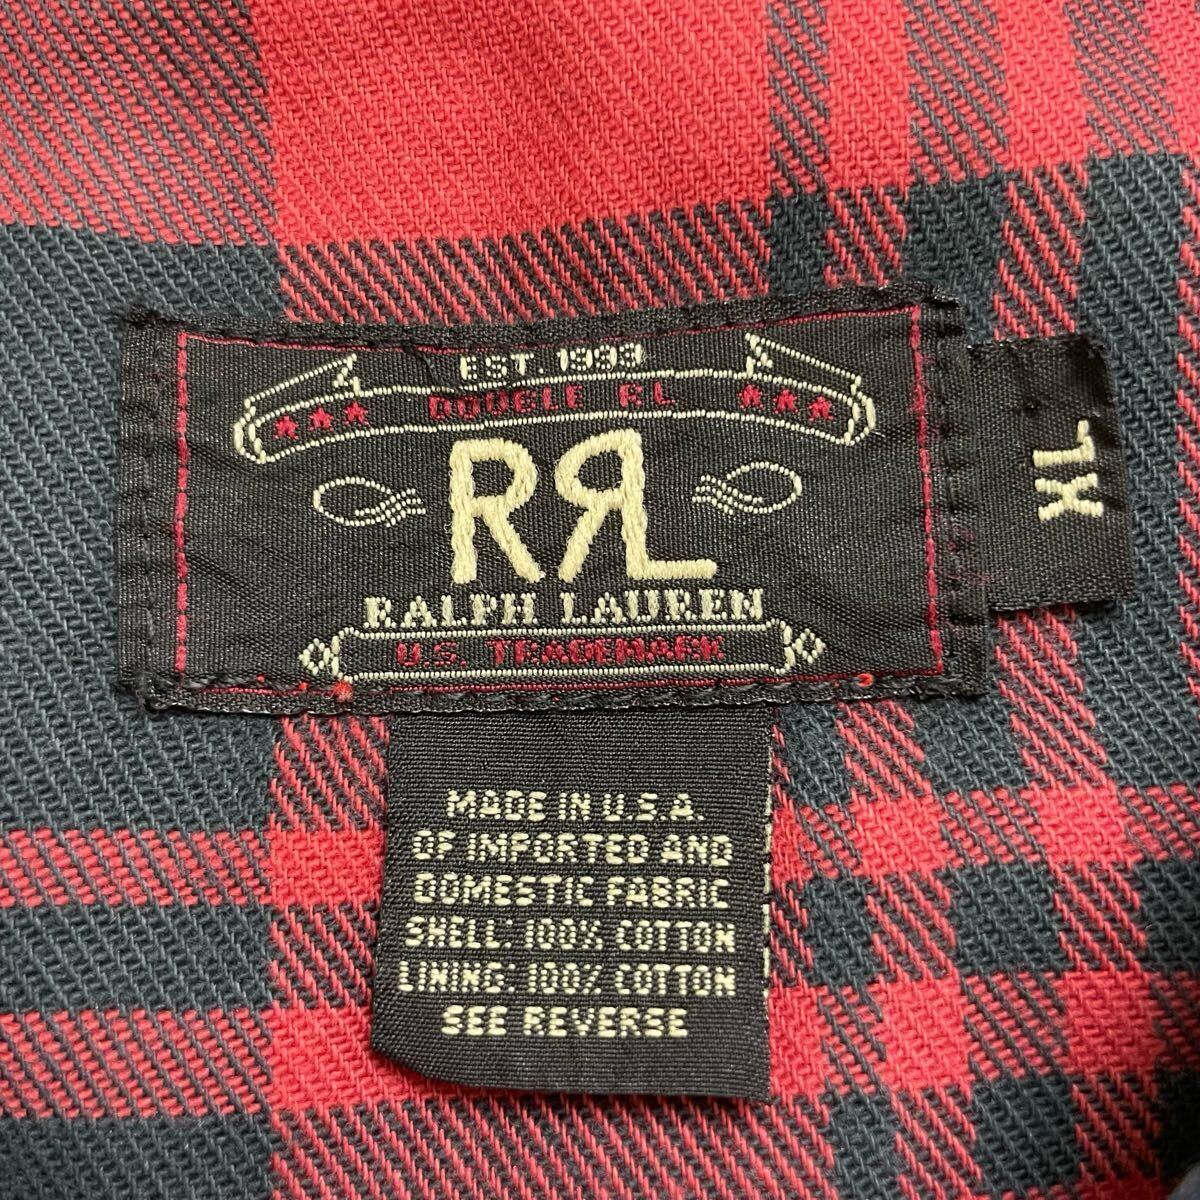 EST. 1993
★★★ DOUBLE RL ★★★
RRL
RALPH LAUREN
U.S. TRADEMARK
XL
MADE IN U.S.A.
OF IMPORTED AND
DOMESTIC FABRIC
SHELL: 100% COTTON
LINING: 100% COTTON
SEE REVERSE